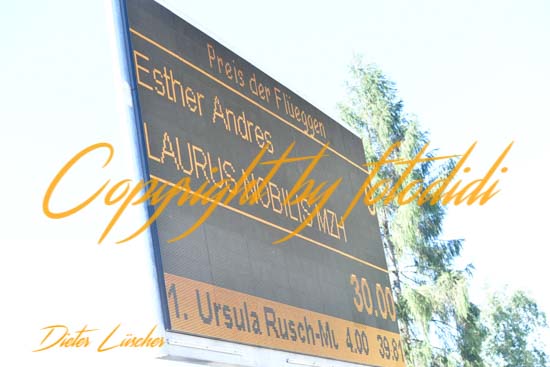 Preis der Flüeggen
Esther Andres
LAURUS NOBILIS MZH
30.00
1. Ursula Rusch-Mu 4.00 39.81
Copyright by fotodidi
Dieter Lüscher